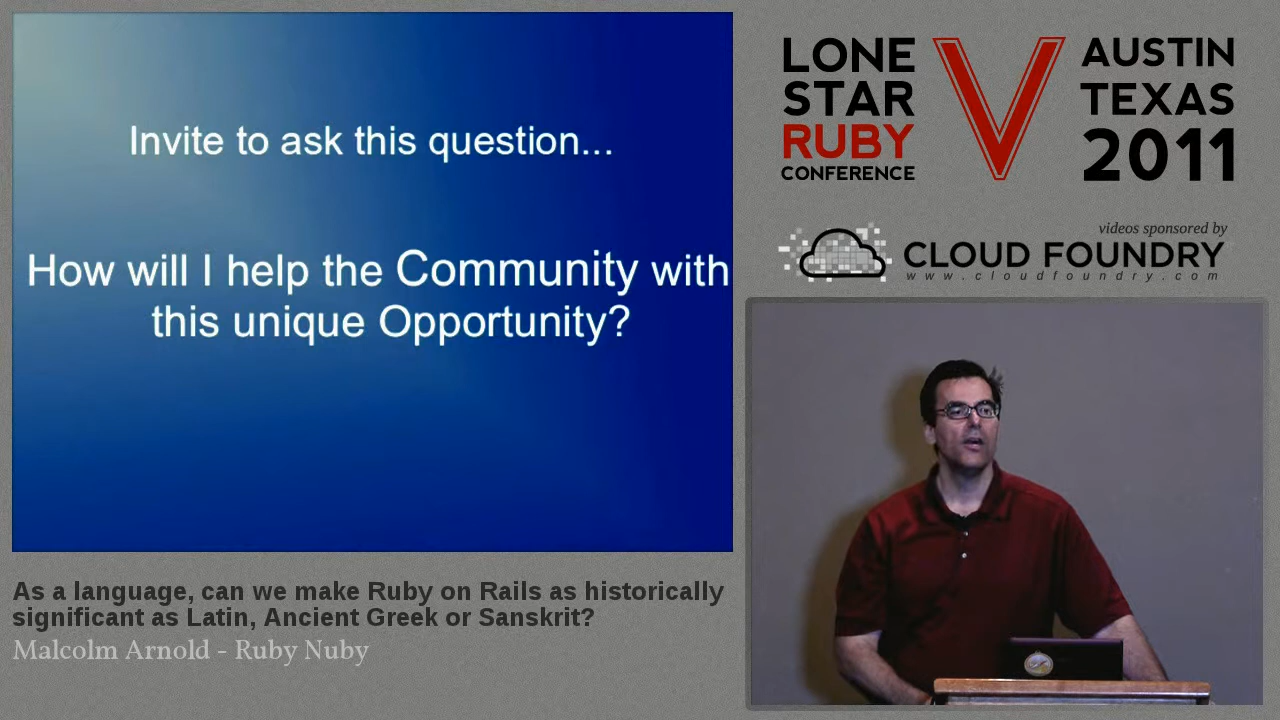 Invite to ask this question...
How will I help the Community with
this unique Opportunity?
As a language, can we make Ruby on Rails as historically
significant as Latin, Ancient Greek or Sanskrit?
Malcolm Arnold - Ruby Nuby
LONE
STAR
RUBY
CONFERENCE
V
AUSTIN
TEXAS
2011
videos sponsored by
CLOUD FOUNDRY
www.cloudfoundry.com